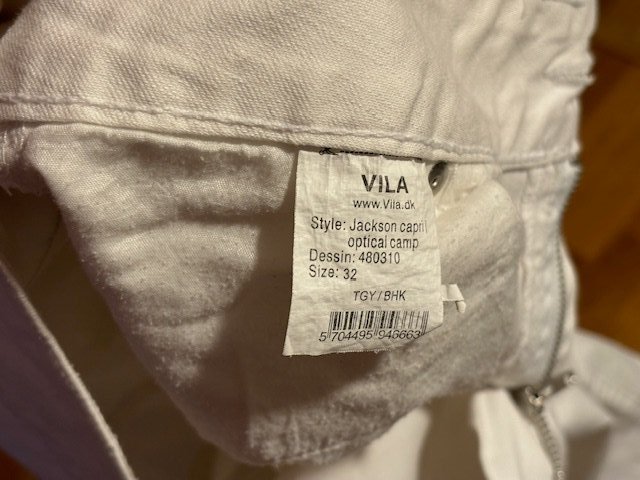 VILA
www.Vila.dk
Style: Jackson capri
optical camp
Dessin: 480310
Size: 32
TGY / BHK
5 704495 946663